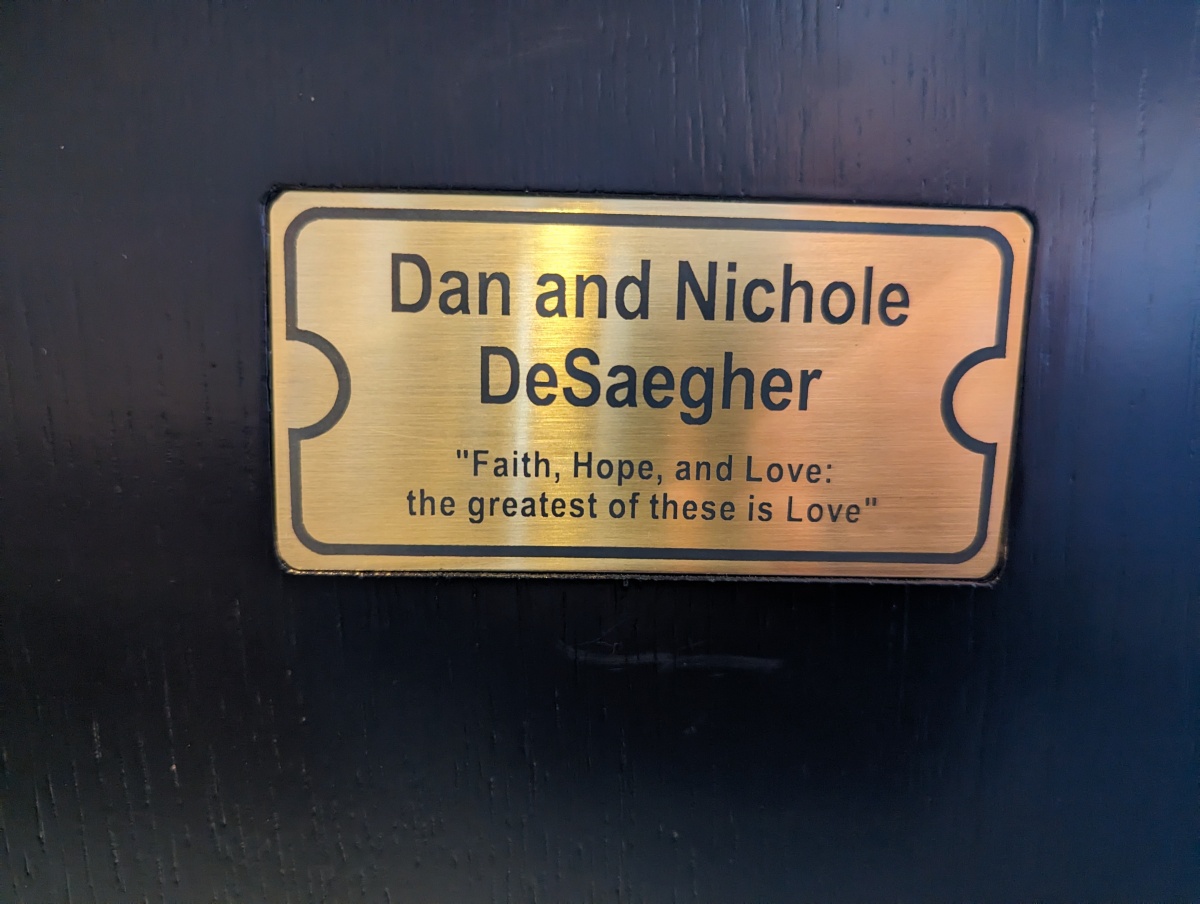 Dan and Nichole
DeSaegher
"Faith, Hope, and Love:
the greatest of these is Love"